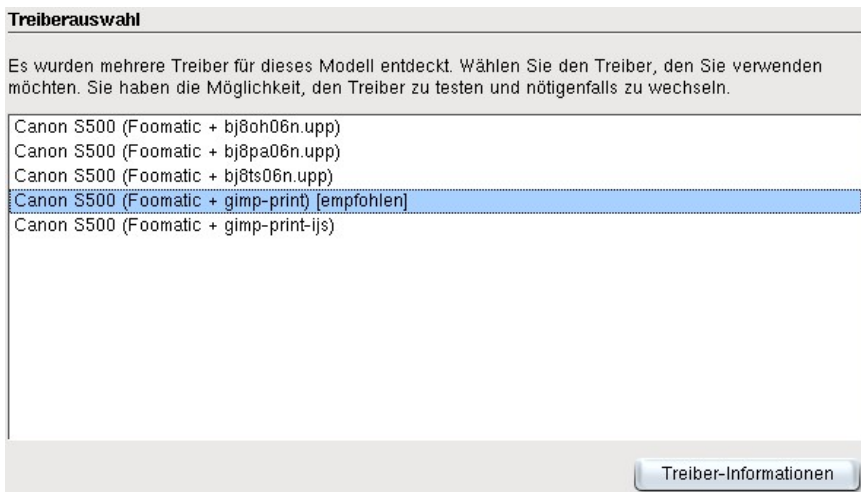 Treiberauswahl
Es wurden mehrere Treiber für dieses Modell entdeckt. Wählen Sie den Treiber, den Sie verwenden
möchten. Sie haben die Möglichkeit, den Treiber zu testen und nötigenfalls zu wechseln.
Canon S500 (Foomatic + bj8oh06n.upp)
Canon S500 (Foomatic + bj8pa06n.upp)
Canon S500 (Foomatic + bj8ts06n.upp)
Canon S500 (Foomatic + gimp-print) [empfohlen]
Canon S500 (Foomatic + gimp-print-ijs)
Treiber-Informationen